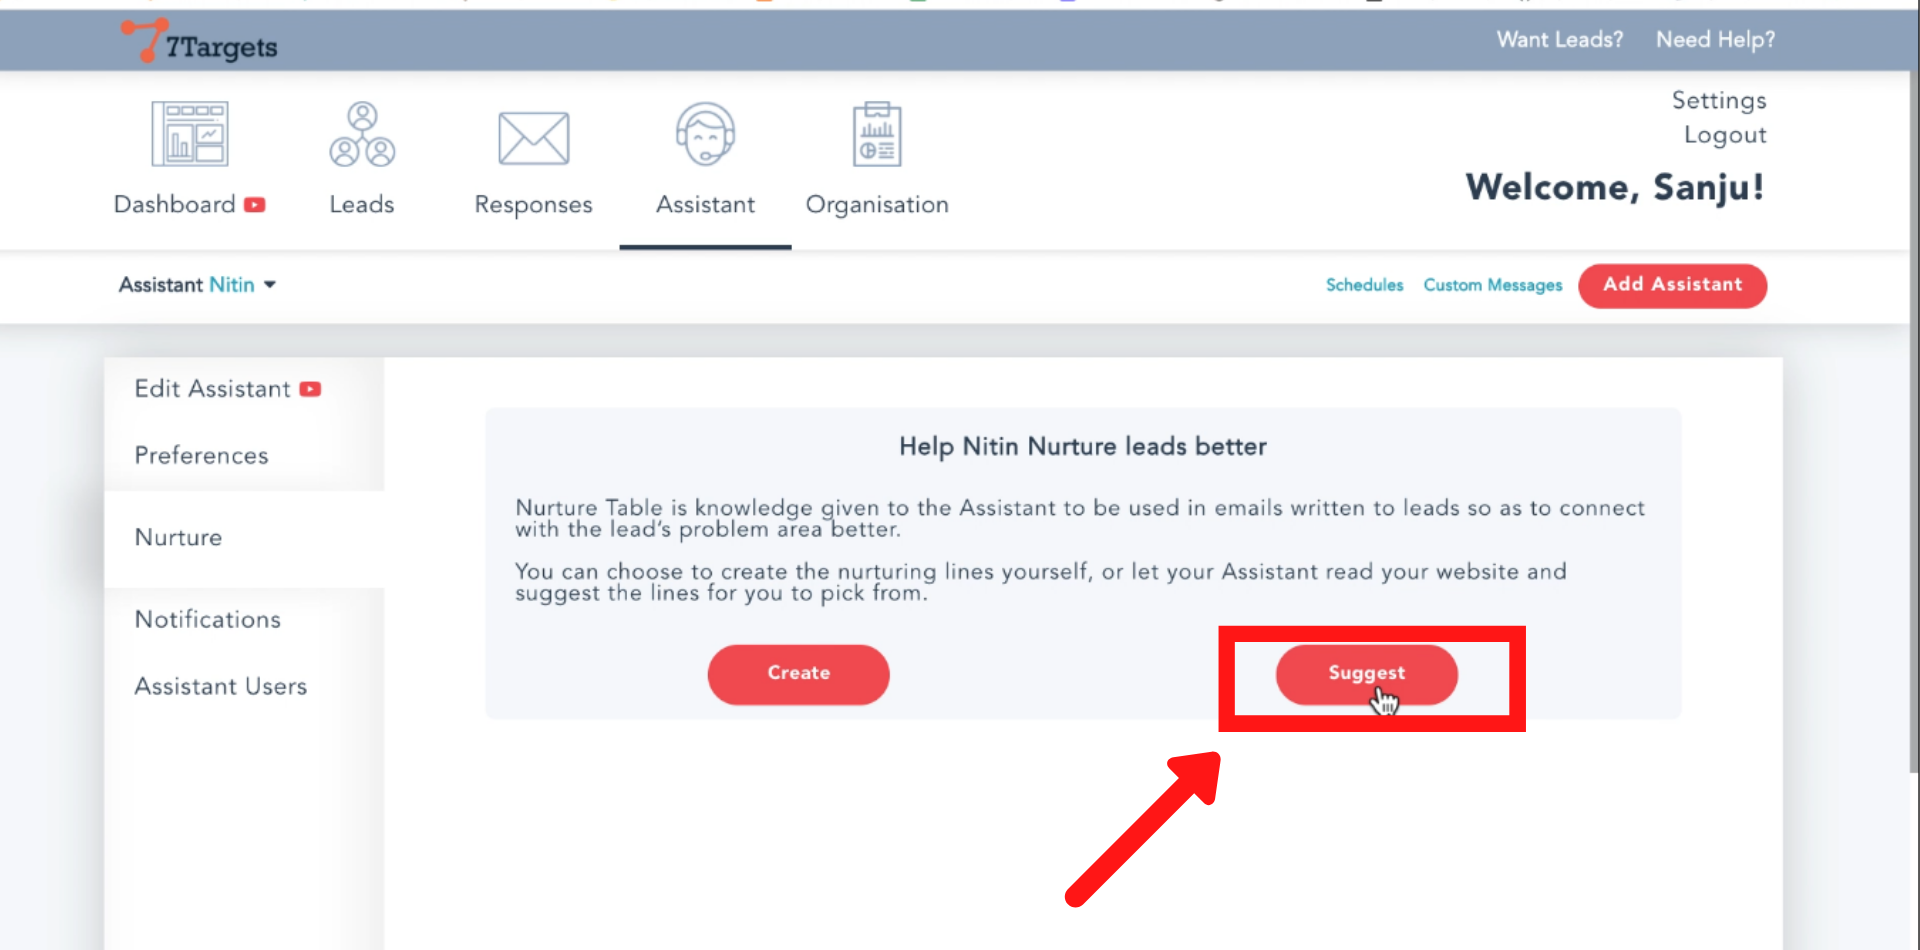 7Targets
Want Leads? Need Help?
Settings
Logout
Welcome, Sanju!
Dashboard Leads Responses Assistant Organisation
Assistant Nitin
Schedules Custom Messages Add Assistant
Edit Assistant
Preferences
Nurture
Notifications
Assistant Users
Help Nitin Nurture leads better
Nurture Table is knowledge given to the Assistant to be used in emails written to leads so as to connect
with the lead's problem area better.
You can choose to create the nurturing lines yourself, or let your Assistant read your website and
suggest the lines for you to pick from.
Create Suggest